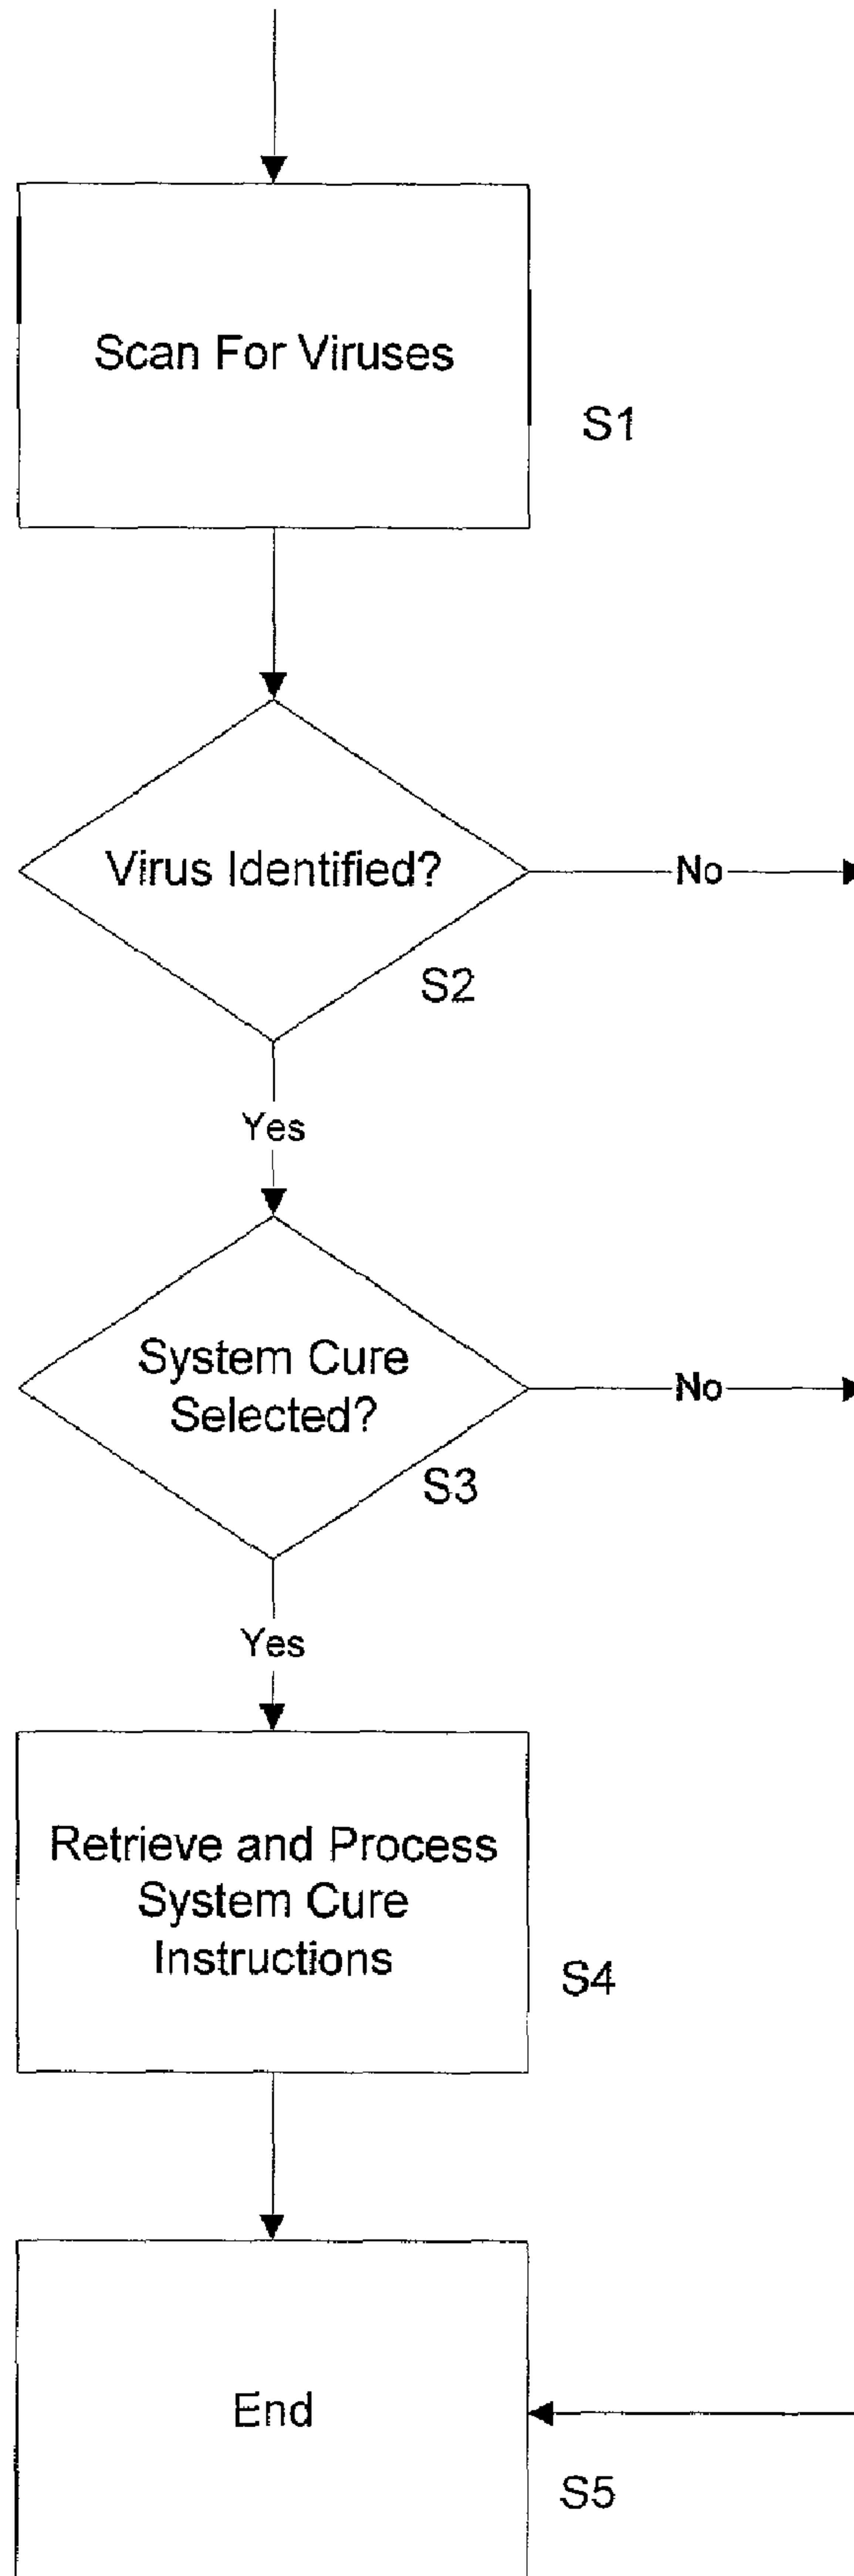 Scan For Viruses
S1
Virus Identified?
No
S2
Yes
System Cure
Selected?
No
S3
Yes
Retrieve and Process
System Cure
Instructions
S4
End
S5